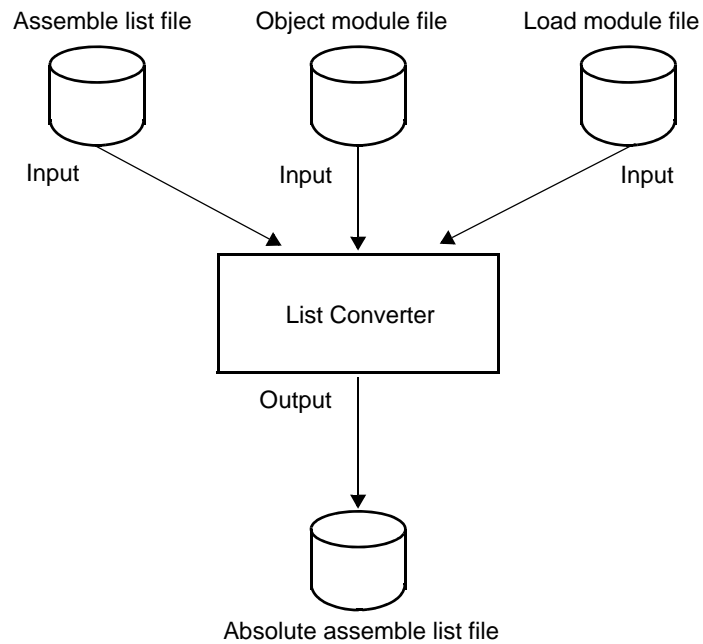 Assemble list file
Object module file
Load module file
Input
Input
Input
List Converter
Output
Absolute assemble list file